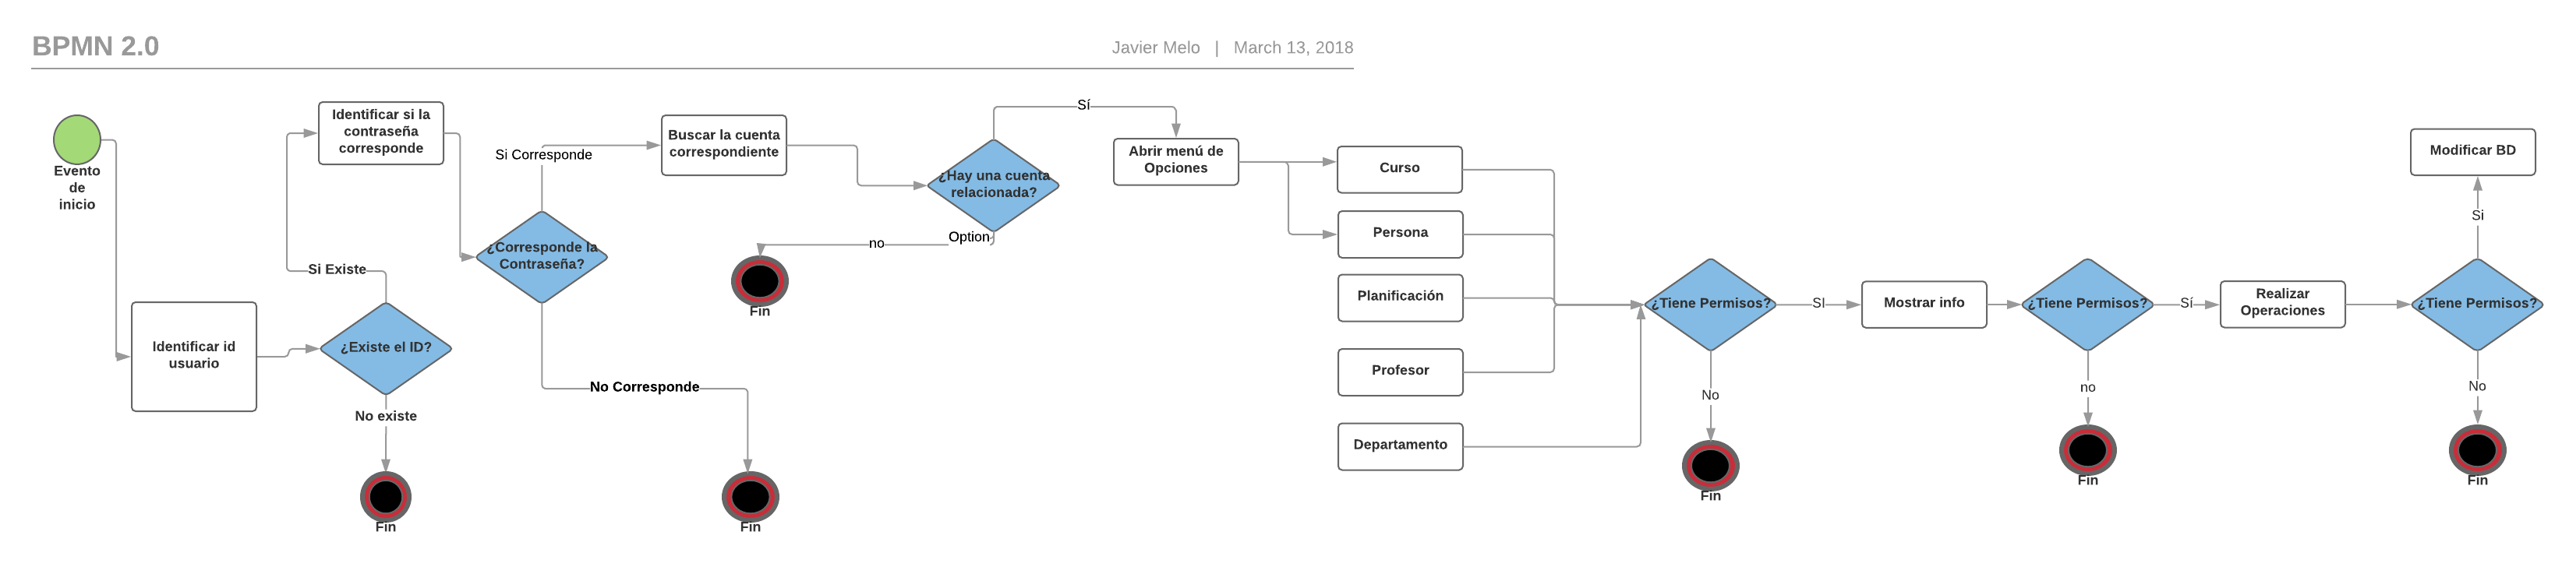 BPMN 2.0
Javier Melo | March 13, 2018
Evento
de
inicio
Identificar id
usuario
¿Existe el ID?
Si Existe
No existe
Fin
Identificar si la
contraseña
corresponde
¿Corresponde la
Contraseña?
Si Corresponde
No Corresponde
Fin
Buscar la cuenta
correspondiente
¿Hay una cuenta
relacionada?
Option
no
Fin
Sí
Abrir menú de
Opciones
Curso
Persona
Planificación
Profesor
Departamento
¿Tiene Permisos?
No
Fin
SI
Mostrar info
¿Tiene Permisos?
no
Fin
Sí
Realizar
Operaciones
¿Tiene Permisos?
No
Fin
Si
Modificar BD